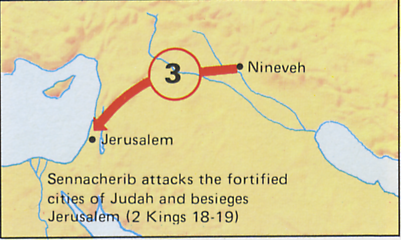 3
Nineveh
Jerusalem
Sennacherib attacks the fortified
cities of Judah and besieges
Jerusalem (2 Kings 18-19)